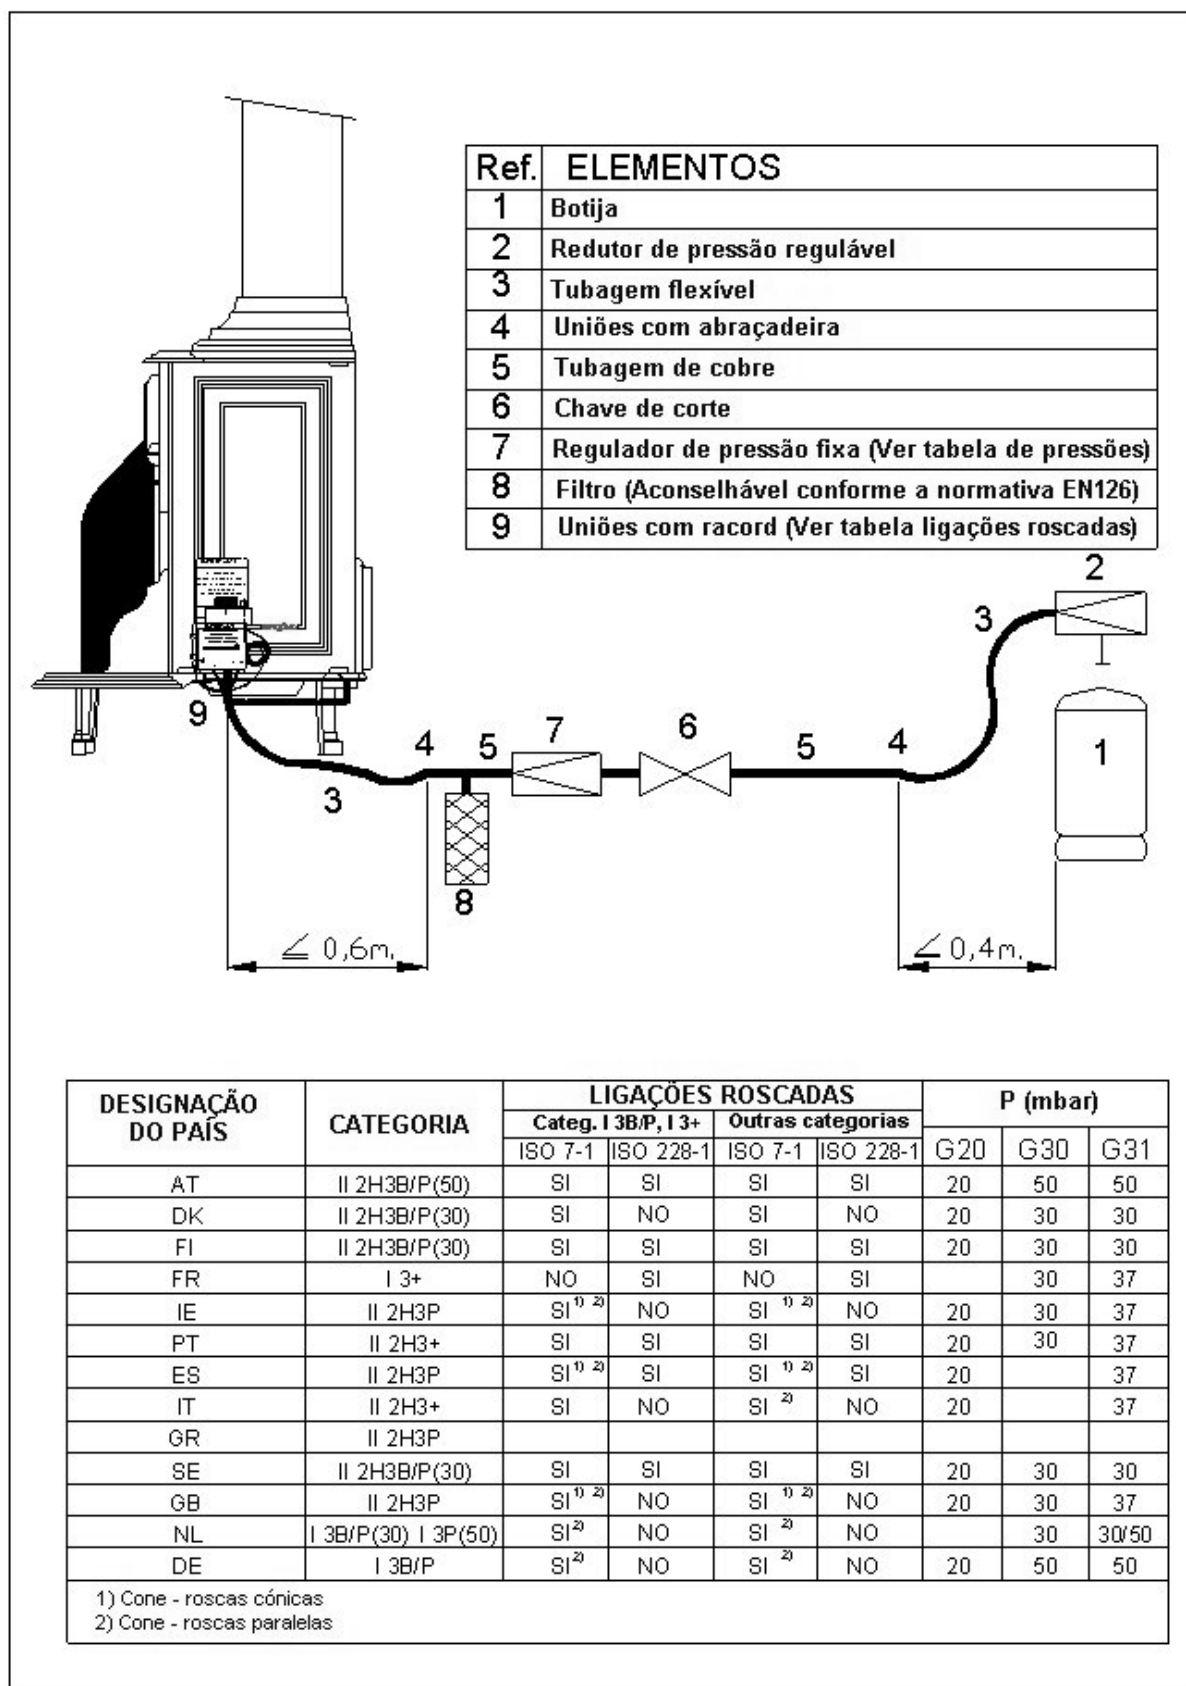 Ref. ELEMENTOS
1 Botija
2 Redutor de pressão regulável
3 Tubagem flexível
4 Uniões com abraçadeira
5 Tubagem de cobre
6 Chave de corte
7 Regulador de pressão fixa (Ver tabela de pressões)
8 Filtro (Aconselhável conforme a normativa EN126)
9 Uniões com racord (Ver tabela ligações roscadas)
2
3
9
4
5
7
6
5
4
1
3
8
≤ 0,6m.
≤ 0,4m.
DESIGNAÇÃO DO PAÍS CATEGORIA LIGAÇÕES ROSCADAS P (mbar)
Categ. I 3B/P, I 3+ Outras categorias
ISO 7-1 ISO 228-1 ISO 7-1 ISO 228-1 G20 G30 G31
AT II 2H3B/P(50) SI SI SI SI 20 50 50
DK II 2H3B/P(30) SI NO SI NO 20 30 30
FI II 2H3B/P(30) SI SI SI SI 20 30 30
FR I 3+ NO SI NO SI 30 37
IE II 2H3P SI 1) 2) NO SI 1) 2) NO 20 30 37
PT II 2H3+ SI SI SI SI 20 30 37
ES II 2H3P SI 1) 2) SI SI 1) 2) SI 20 37
IT II 2H3+ SI NO SI 2) NO 20 37
GR II 2H3P
SE II 2H3B/P(30) SI SI SI SI 20 30 30
GB II 2H3P SI 1) 2) NO SI 1) 2) NO 20 30 37
NL I 3B/P(30) I 3P(50) SI 2) NO SI 2) NO 30 30/50
DE I 3B/P SI 2) NO SI 2) NO 20 50 50
1) Cone - roscas cónicas
2) Cone - roscas paralelas